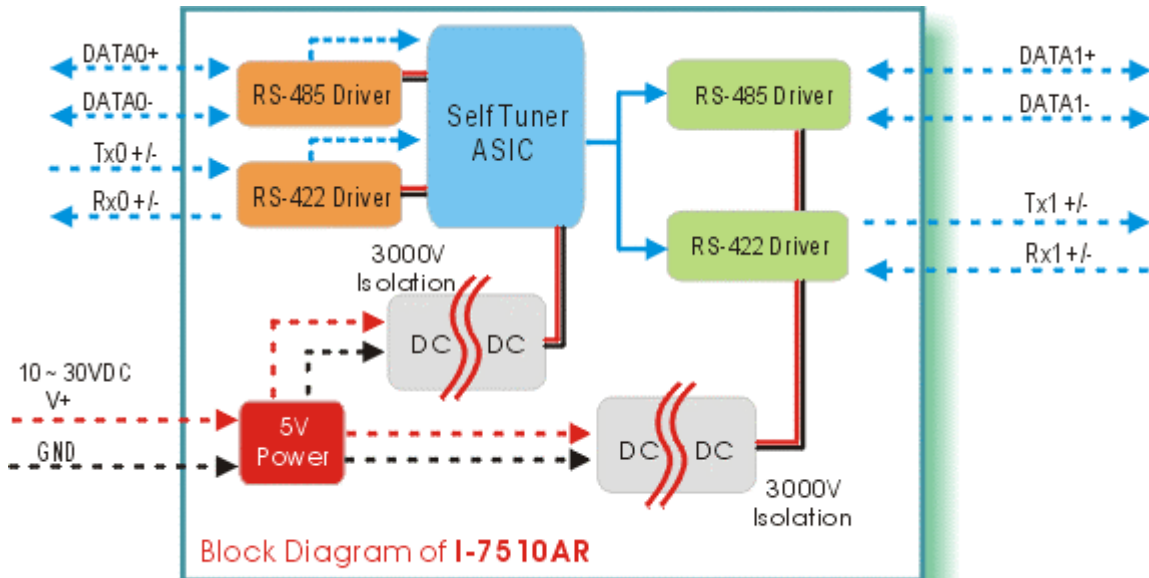 DATA0+
DATA0-
Tx0 +/-
Rx0 +/-
RS-485 Driver
RS-422 Driver
Self Tuner
ASIC
RS-485 Driver
RS-422 Driver
DATA1+
DATA1-
Tx1 +/-
Rx1 +/-
3000V
Isolation
DC DC
10 ~ 30VDC
V+
GND
5V
Power
DC DC
3000V
Isolation
Block Diagram of I-7510AR